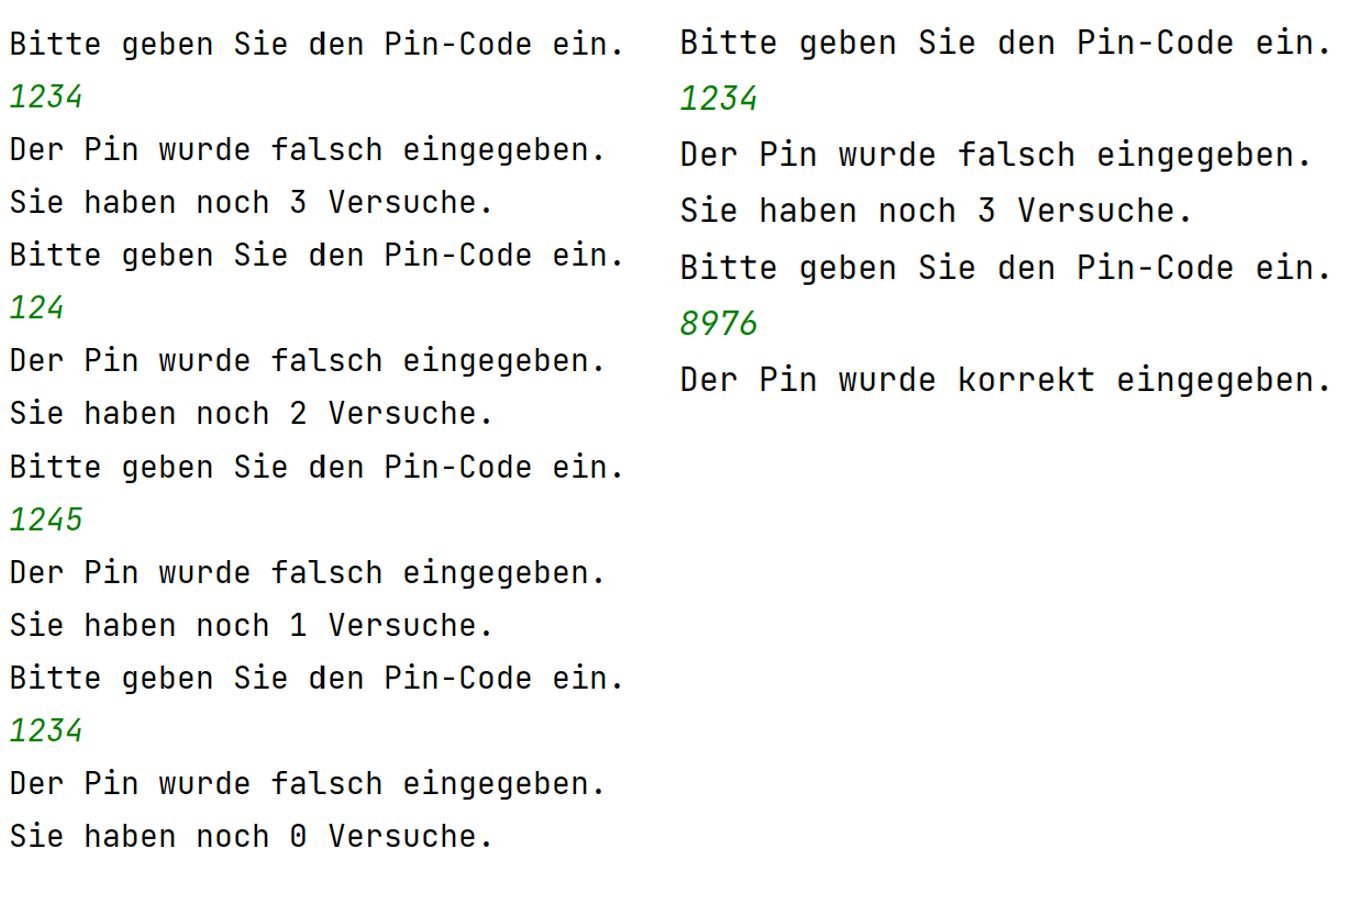 Bitte geben Sie den Pin-Code ein.
1234
Der Pin wurde falsch eingegeben.
Sie haben noch 3 Versuche.
Bitte geben Sie den Pin-Code ein.
124
Der Pin wurde falsch eingegeben.
Sie haben noch 2 Versuche.
Bitte geben Sie den Pin-Code ein.
1245
Der Pin wurde falsch eingegeben.
Sie haben noch 1 Versuche.
Bitte geben Sie den Pin-Code ein.
1234
Der Pin wurde falsch eingegeben.
Sie haben noch 0 Versuche.
Bitte geben Sie den Pin-Code ein.
1234
Der Pin wurde falsch eingegeben.
Sie haben noch 3 Versuche.
Bitte geben Sie den Pin-Code ein.
8976
Der Pin wurde korrekt eingegeben.